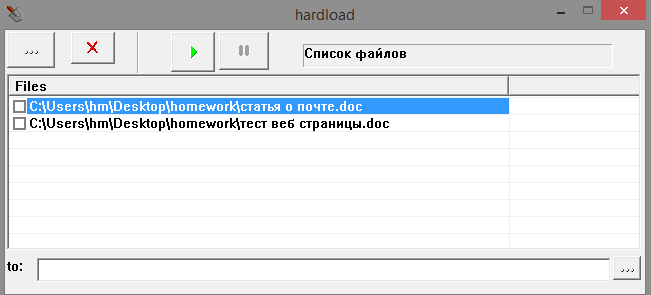 hardload
...
Список файлов
Files
C:\Users\hm\Desktop\homework\статья о почте.doc
C:\Users\hm\Desktop\homework\тест веб страницы.doc
to:
...